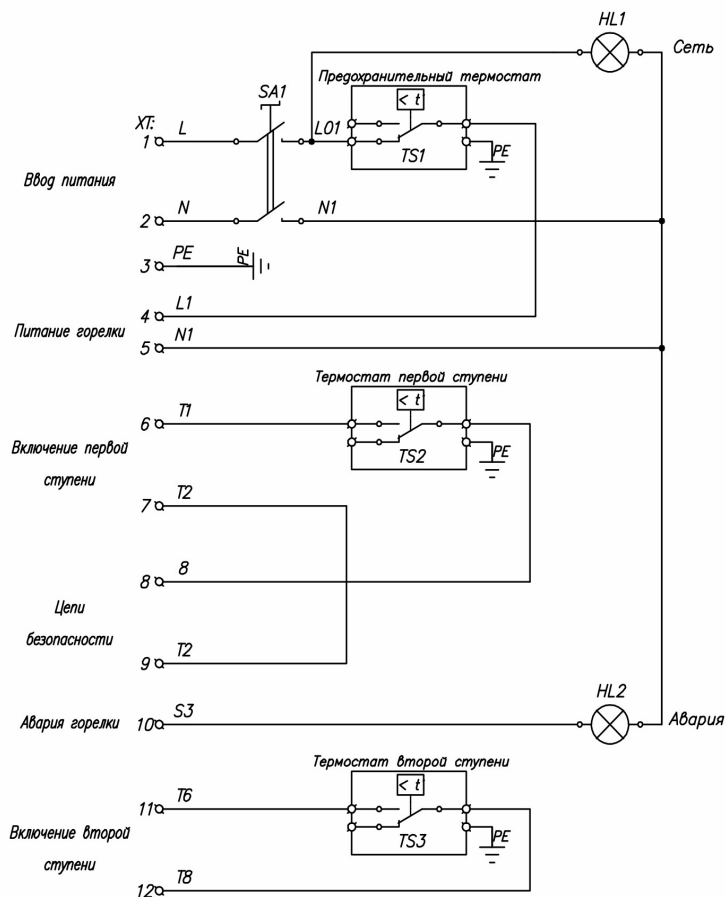 HL1
Сеть
Предохранительный термостат
SA1
< t
XT:
1 L
L01
TS1
PE
Ввод питания
2 N
N1
3 PE
PE
4 L1
Питание горелки
5 N1
Термостат первой ступени
< t
6 T1
TS2
PE
Включение первой
ступени
7 T2
8 8
Цепи
безопасности
9 T2
HL2
Авария горелки
10 S3
Авария
Термостат второй ступени
< t
11 T6
TS3
PE
Включение второй
ступени
12 T8